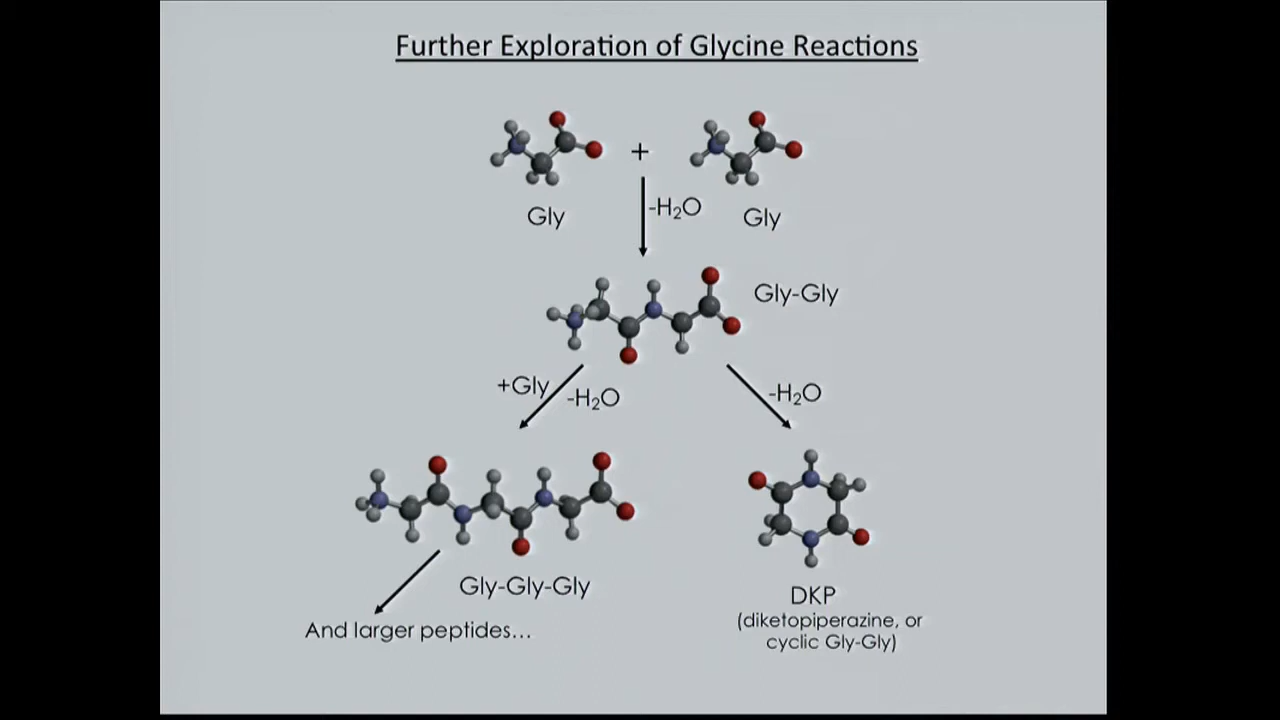 Further Exploration of Glycine Reactions
+
-H₂O
Gly
Gly
Gly-Gly
+Gly
-H₂O
-H₂O
Gly-Gly-Gly
And larger peptides...
DKP
(diketopiperazine, or
cyclic Gly-Gly)